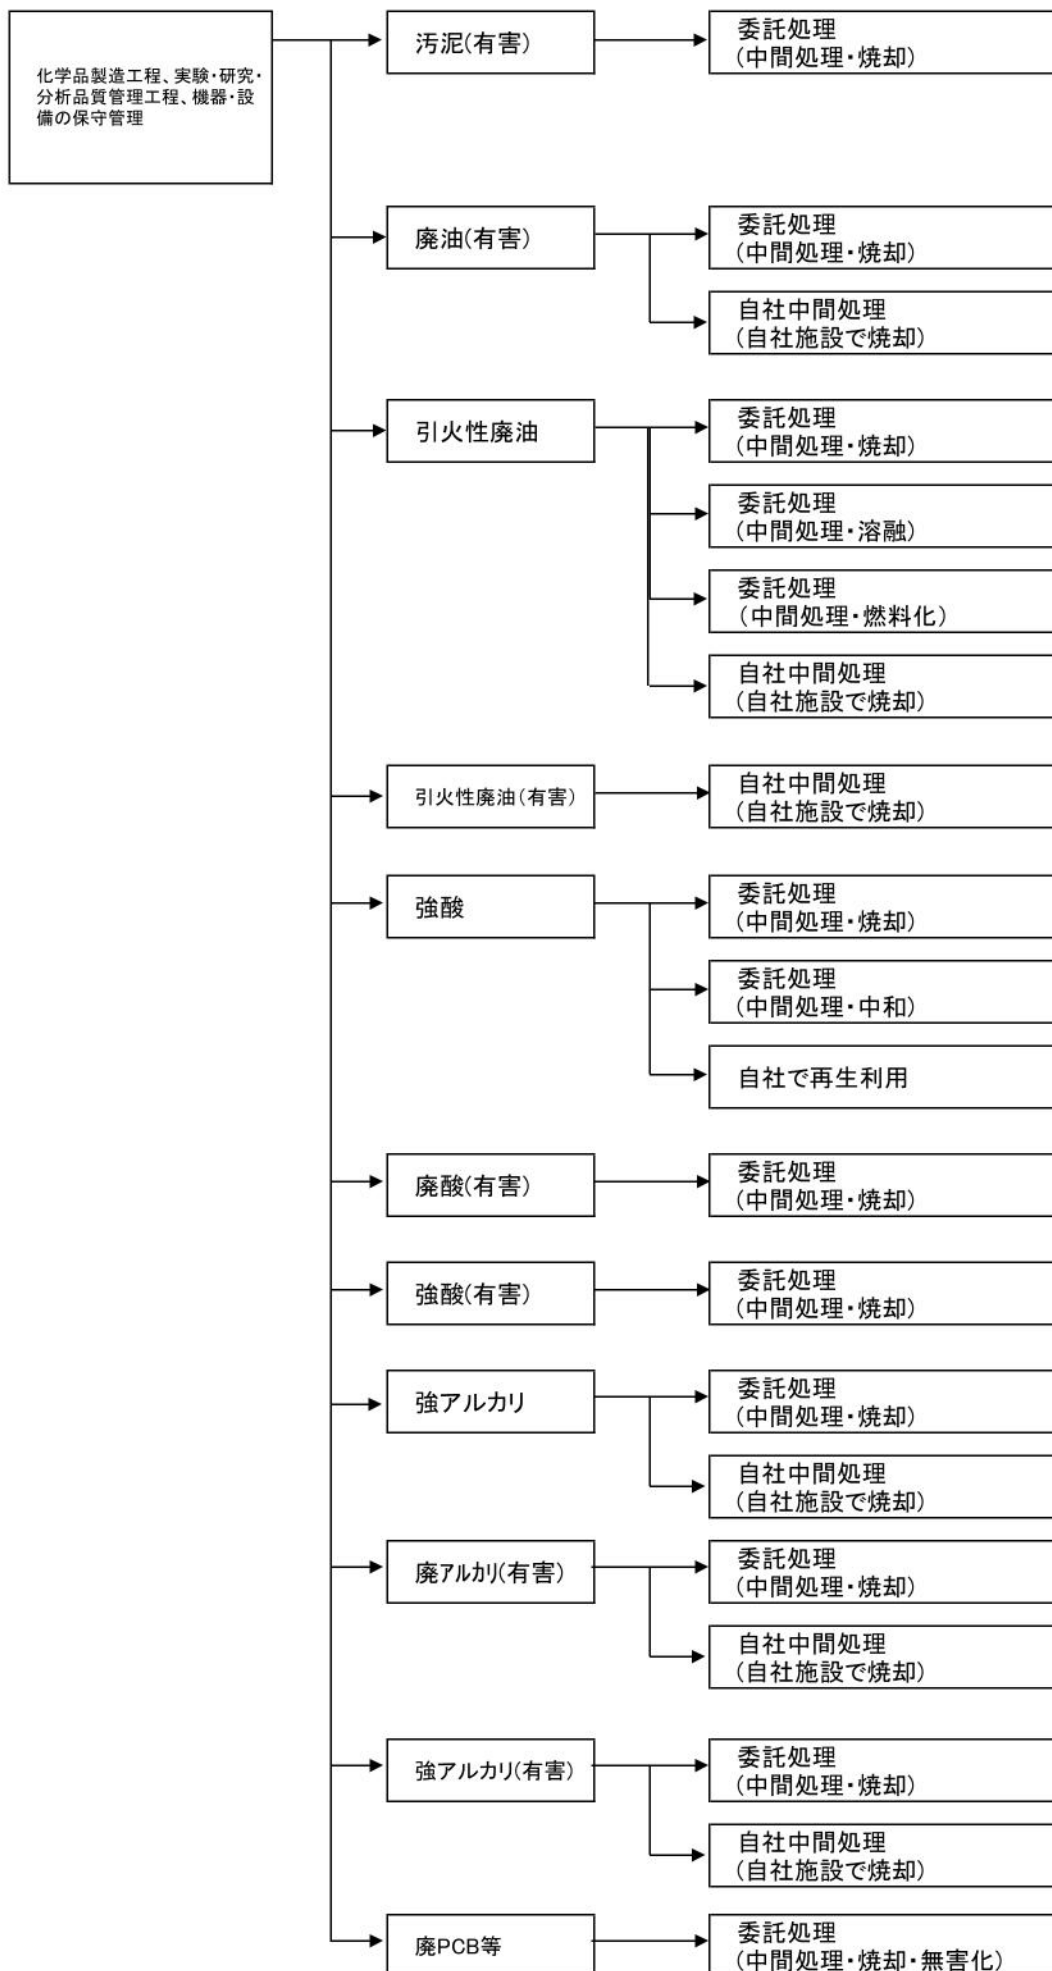 化学品製造工程、実験・研究・
分析品質管理工程、機器・設
備の保守管理
汚泥(有害)
委託処理
(中間処理・焼却)
廃油(有害)
委託処理
(中間処理・焼却)
自社中間処理
(自社施設で焼却)
引火性廃油
委託処理
(中間処理・焼却)
委託処理
(中間処理・溶融)
委託処理
(中間処理・燃料化)
自社中間処理
(自社施設で焼却)
引火性廃油(有害)
自社中間処理
(自社施設で焼却)
強酸
委託処理
(中間処理・焼却)
委託処理
(中間処理・中和)
自社で再生利用
廃酸(有害)
委託処理
(中間処理・焼却)
強酸(有害)
委託処理
(中間処理・焼却)
強アルカリ
委託処理
(中間処理・焼却)
自社中間処理
(自社施設で焼却)
廃ｱﾙｶﾘ(有害)
委託処理
(中間処理・焼却)
自社中間処理
(自社施設で焼却)
強アルカリ(有害)
委託処理
(中間処理・焼却)
自社中間処理
(自社施設で焼却)
廃PCB等
委託処理
(中間処理・焼却・無害化)